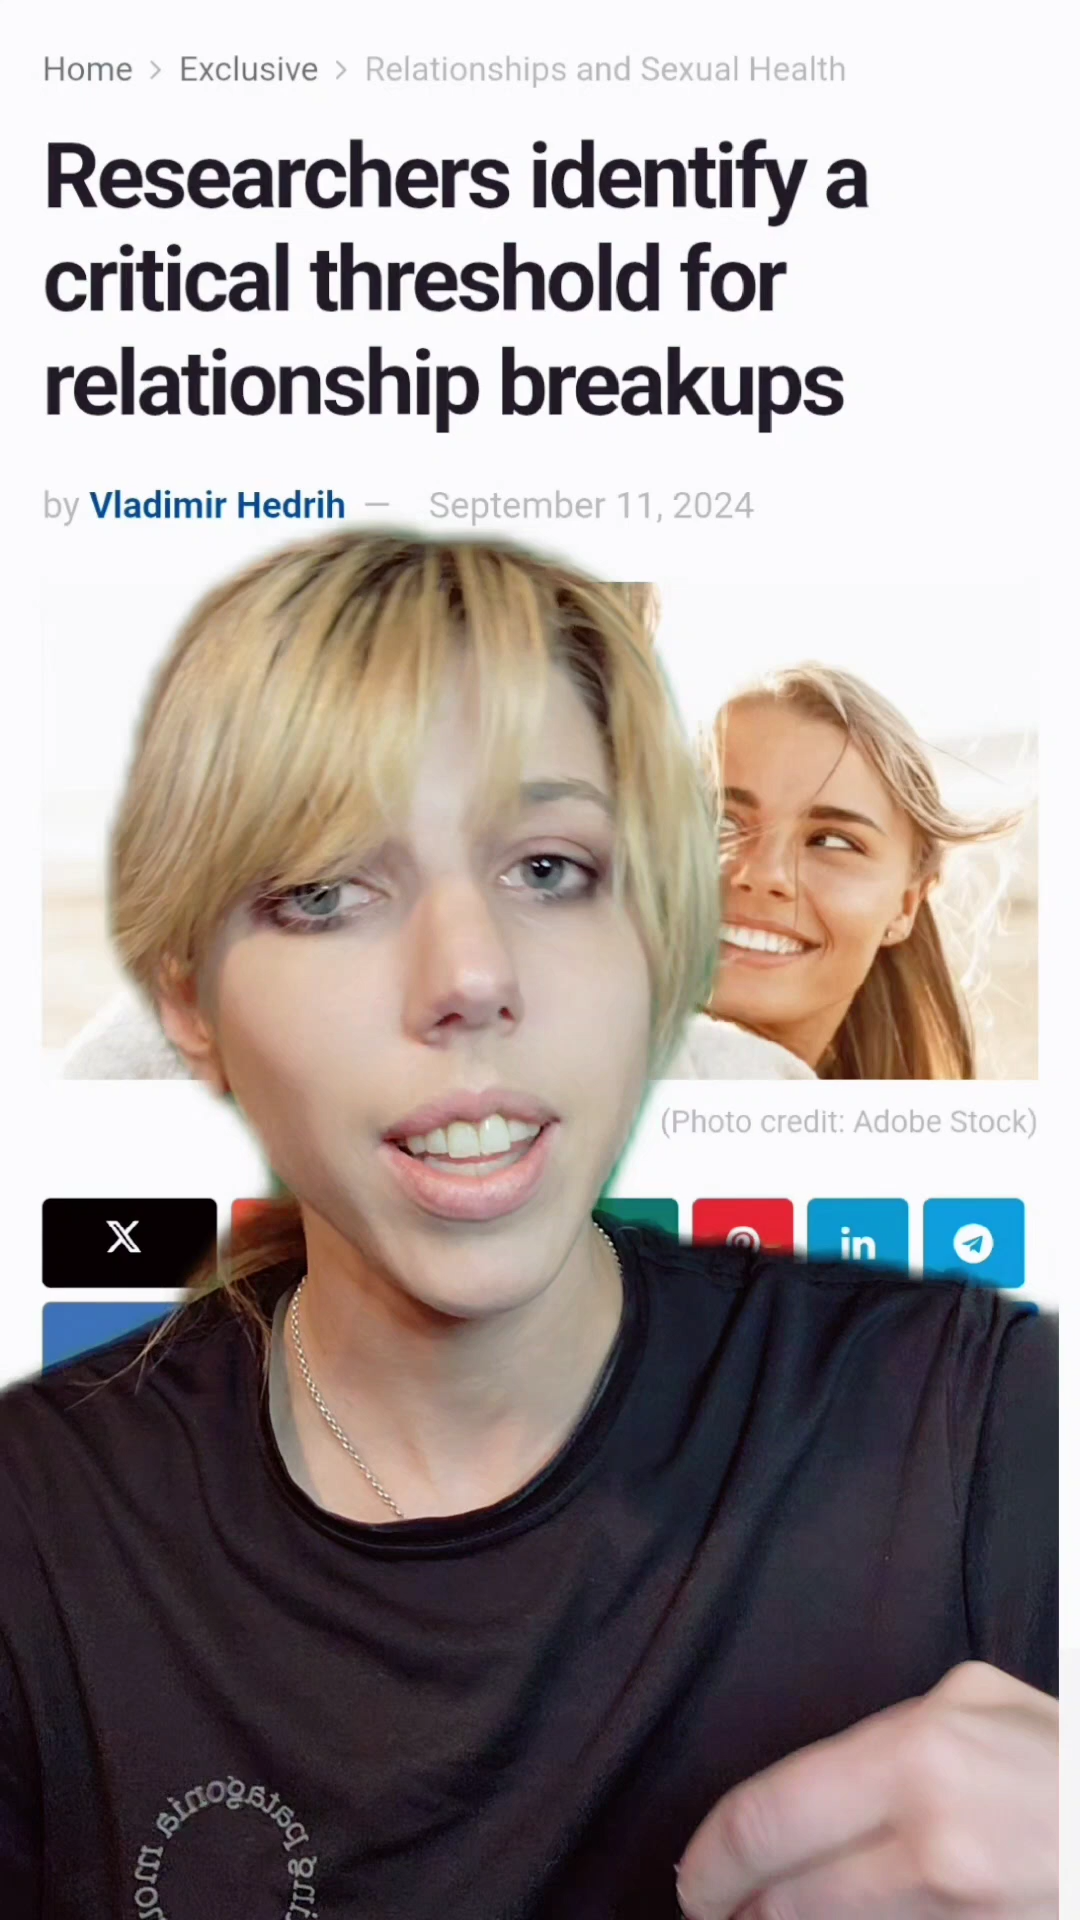 Home > Exclusive > Relationships and Sexual Health
Researchers identify a
critical threshold for
relationship breakups
by Vladimir Hedrih — September 11, 2024
(Photo credit: Adobe Stock)
X
in
patagonia